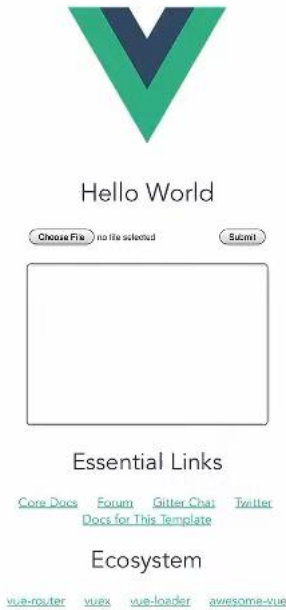 Hello World
Choose File no file selected Submit
Essential Links
Core Docs Forum Gitter Chat Twitter
Docs for This Template
Ecosystem
vue-router vuex vue-loader awesome-vue